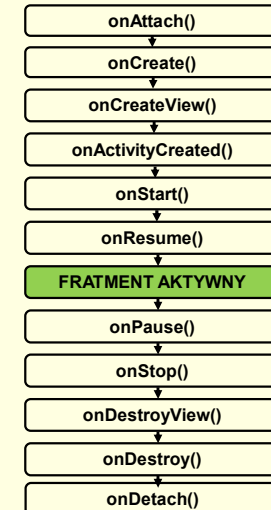 onAttach()
onCreate()
onCreateView()
onActivityCreated()
onStart()
onResume()
FRATMENT AKTYWNY
onPause()
onStop()
onDestroyView()
onDestroy()
onDetach()